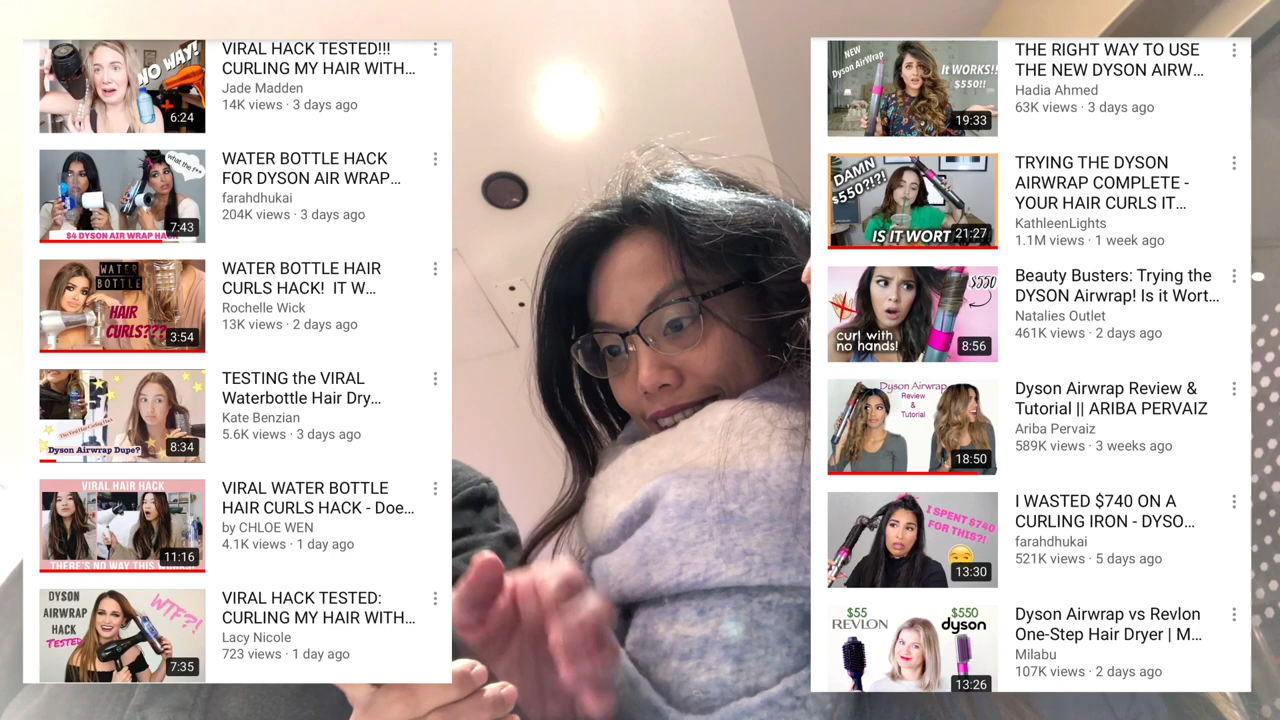 NO WAY!
6:24
VIRAL HACK TESTED!!!
CURLING MY HAIR WITH...
Jade Madden
14K views · 3 days ago
what the f**
$4 DYSON AIR WRAP HACK
7:43
WATER BOTTLE HACK
FOR DYSON AIR WRAP...
farahdhukai
204K views · 3 days ago
WATER
BOTTLE
HAIR
CURLS???
3:54
WATER BOTTLE HAIR
CURLS HACK! IT W...
Rochelle Wick
13K views · 2 days ago
The Viral Hair Curling Hack
Dyson Airwrap Dupe?
8:34
TESTING the VIRAL
Waterbottle Hair Dry...
Kate Benzian
5.6K views · 3 days ago
VIRAL HAIR HACK
THERE'S NO WAY THIS WORKS!
11:16
VIRAL WATER BOTTLE
HAIR CURLS HACK - Doe...
by CHLOE WEN
4.1K views · 1 day ago
DYSON
AIRWRAP
HACK
TESTED
WTF?!
7:35
VIRAL HACK TESTED:
CURLING MY HAIR WITH...
Lacy Nicole
723 views · 1 day ago
NEW
Dyson AirWrap
It WORKS!!
$550!!
19:33
THE RIGHT WAY TO USE
THE NEW DYSON AIRW...
Hadia Ahmed
63K views · 3 days ago
DAMN
$550?!?!
IS IT WORT
21:27
TRYING THE DYSON
AIRWRAP COMPLETE -
YOUR HAIR CURLS IT...
KathleenLights
1.1M views · 1 week ago
$550
curl with
no hands!
8:56
Beauty Busters: Trying the
DYSON Airwrap! Is it Wort...
Natalies Outlet
461K views · 2 days ago
Dyson Airwrap
Review
&
Tutorial
18:50
Dyson Airwrap Review &
Tutorial || ARIBA PERVAIZ
Ariba Pervaiz
589K views · 3 weeks ago
I SPENT $740
FOR THIS?!
13:30
I WASTED $740 ON A
CURLING IRON - DYSO...
farahdhukai
521K views · 5 days ago
$55
REVLON
$550
dyson
13:26
Dyson Airwrap vs Revlon
One-Step Hair Dryer | M...
Milabu
107K views · 2 days ago